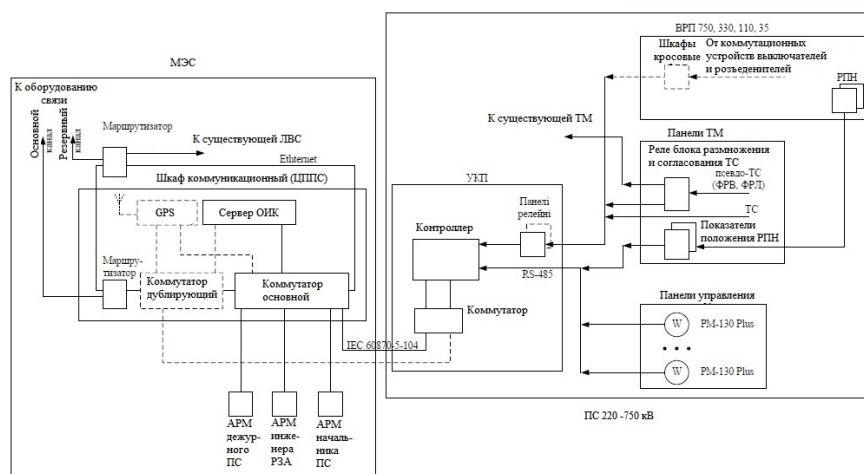 МЭС
К оборудованию
связи
Основной
канал
Резервный
канал
Маршрутизатор
К существующей ЛВС
Ethternet
Шкаф коммуникационный (ЦППС)
GPS
Сервер ОИК
Маршру-
тизатор
Коммутатор
дублирующий
Коммутатор
основной
IEC 60870-5-104
АРМ
дежур-
ного
ПС
АРМ
инже-
нера
РЗА
АРМ
началь-
ника
ПС
УКП
Контроллер
Панелі
релейні
Коммутатор
RS-485
К существующей ТМ
ВРП 750, 330, 110, 35
Шкафы
кросовые
От коммутационных
устройств выключателей
и розъеденителей
РПН
Панели ТМ
Реле блока размножения
и согласования ТС
псевдо-ТС
(ФРВ, ФРЛ)
ТС
Показатели
положения РПН
Панели управления
W
PM-130 Plus
W
PM-130 Plus
ПС 220 -750 кВ